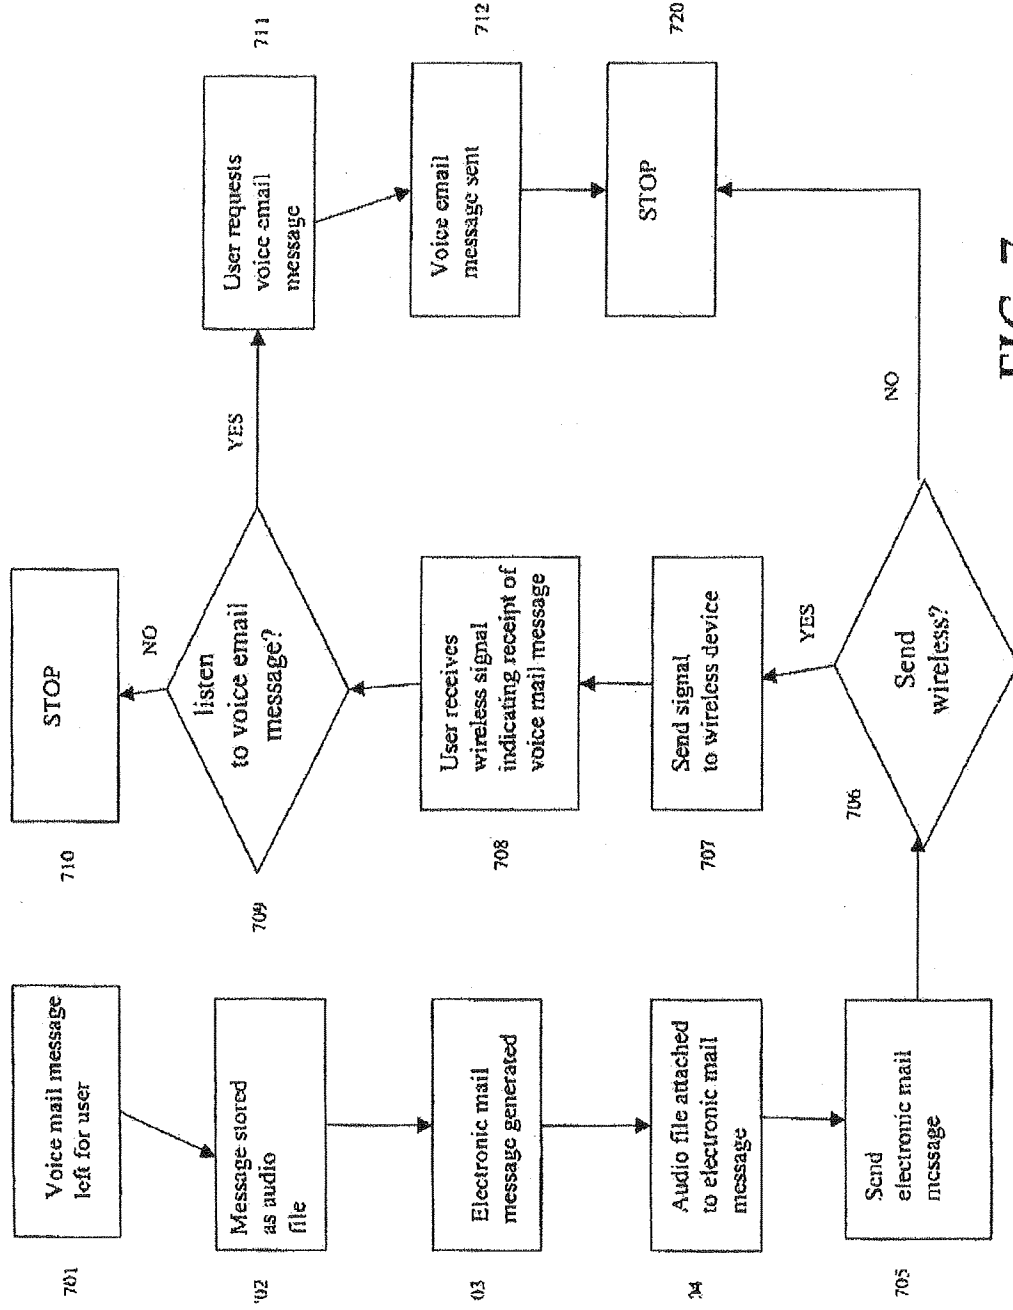 701
Voice mail message
left for user
702
Message stored
as audio
file
03
Electronic mail
message generated
04
Audio file attached
to electronic mail
message
705
Send
electronic mail
message
706
Send
wireless?
YES
NO
707
Send signal
to wireless device
708
User receives
wireless signal
indicating receipt of
voice mail message
709
listen
to voice email
message?
NO
YES
710
STOP
711
User requests
voice email
message
712
Voice email
message sent
720
STOP
FIG. 7